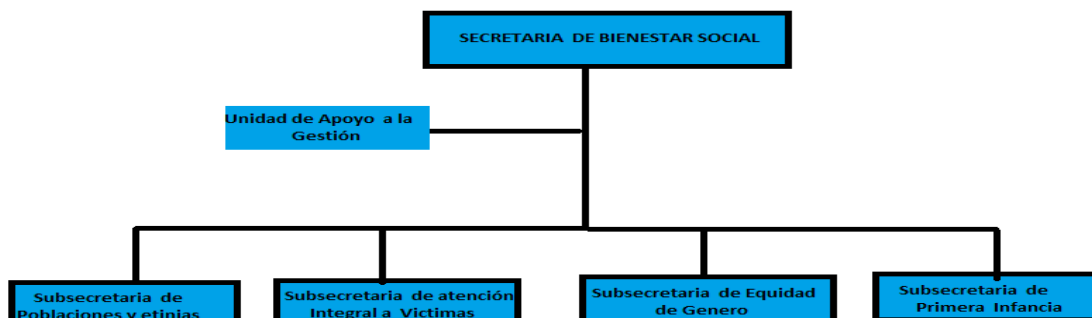 SECRETARIA DE BIENESTAR SOCIAL
Unidad de Apoyo a la
Gestión
Subsecretaria de
Poblaciones y etinias
Subsecretaria de atención
Integral a Victimas
Subsecretaria de Equidad
de Genero
Subsecretaria de
Primera Infancia